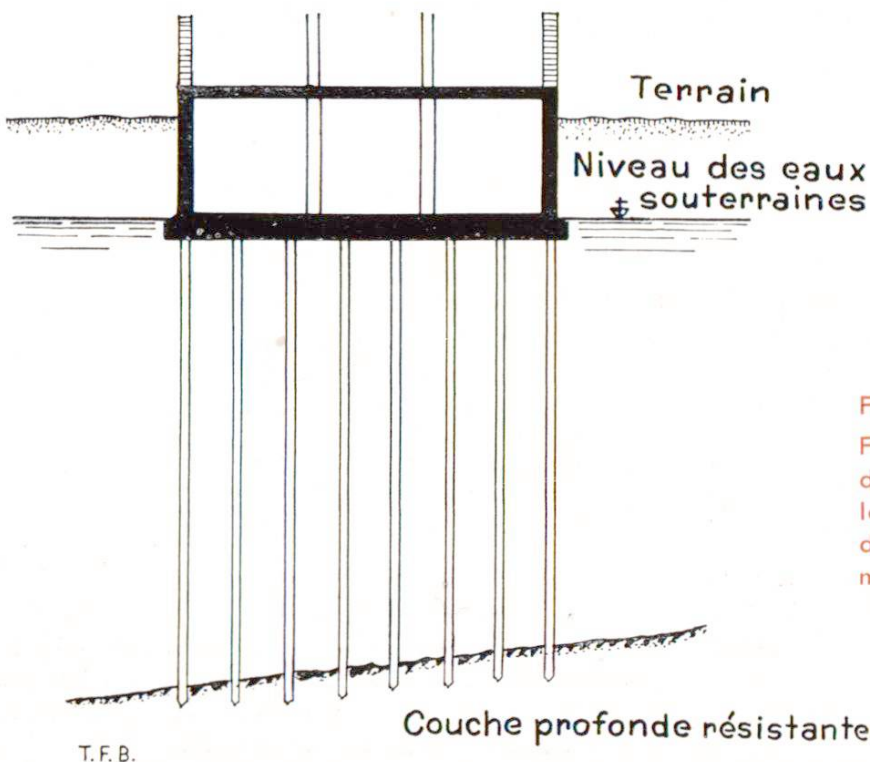 Terrain
Niveau des eaux
souterraines
Couche profonde résistante
T.F.B.